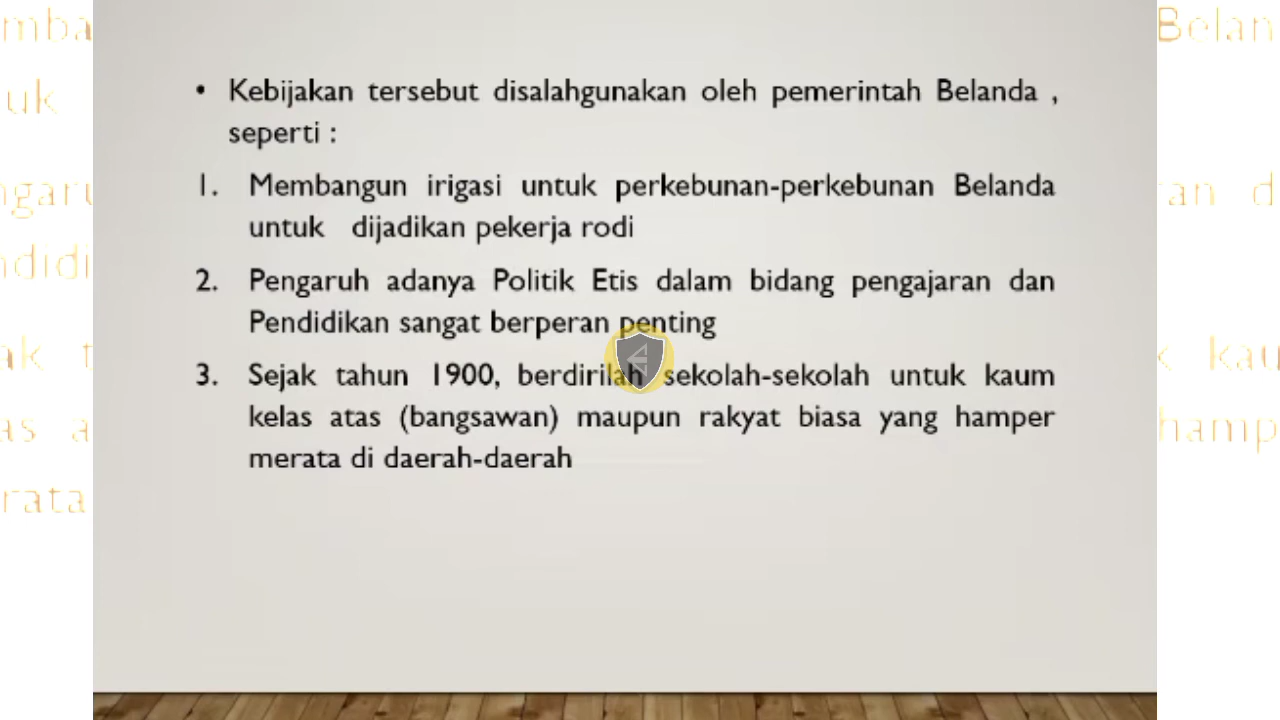 • Kebijakan tersebut disalahgunakan oleh pemerintah Belanda ,
seperti :
1. Membangun irigasi untuk perkebunan-perkebunan Belanda
untuk dijadikan pekerja rodi
2. Pengaruh adanya Politik Etis dalam bidang pengajaran dan
Pendidikan sangat berperan penting
3. Sejak tahun 1900, berdirilah sekolah-sekolah untuk kaum
kelas atas (bangsawan) maupun rakyat biasa yang hamper
merata di daerah-daerah